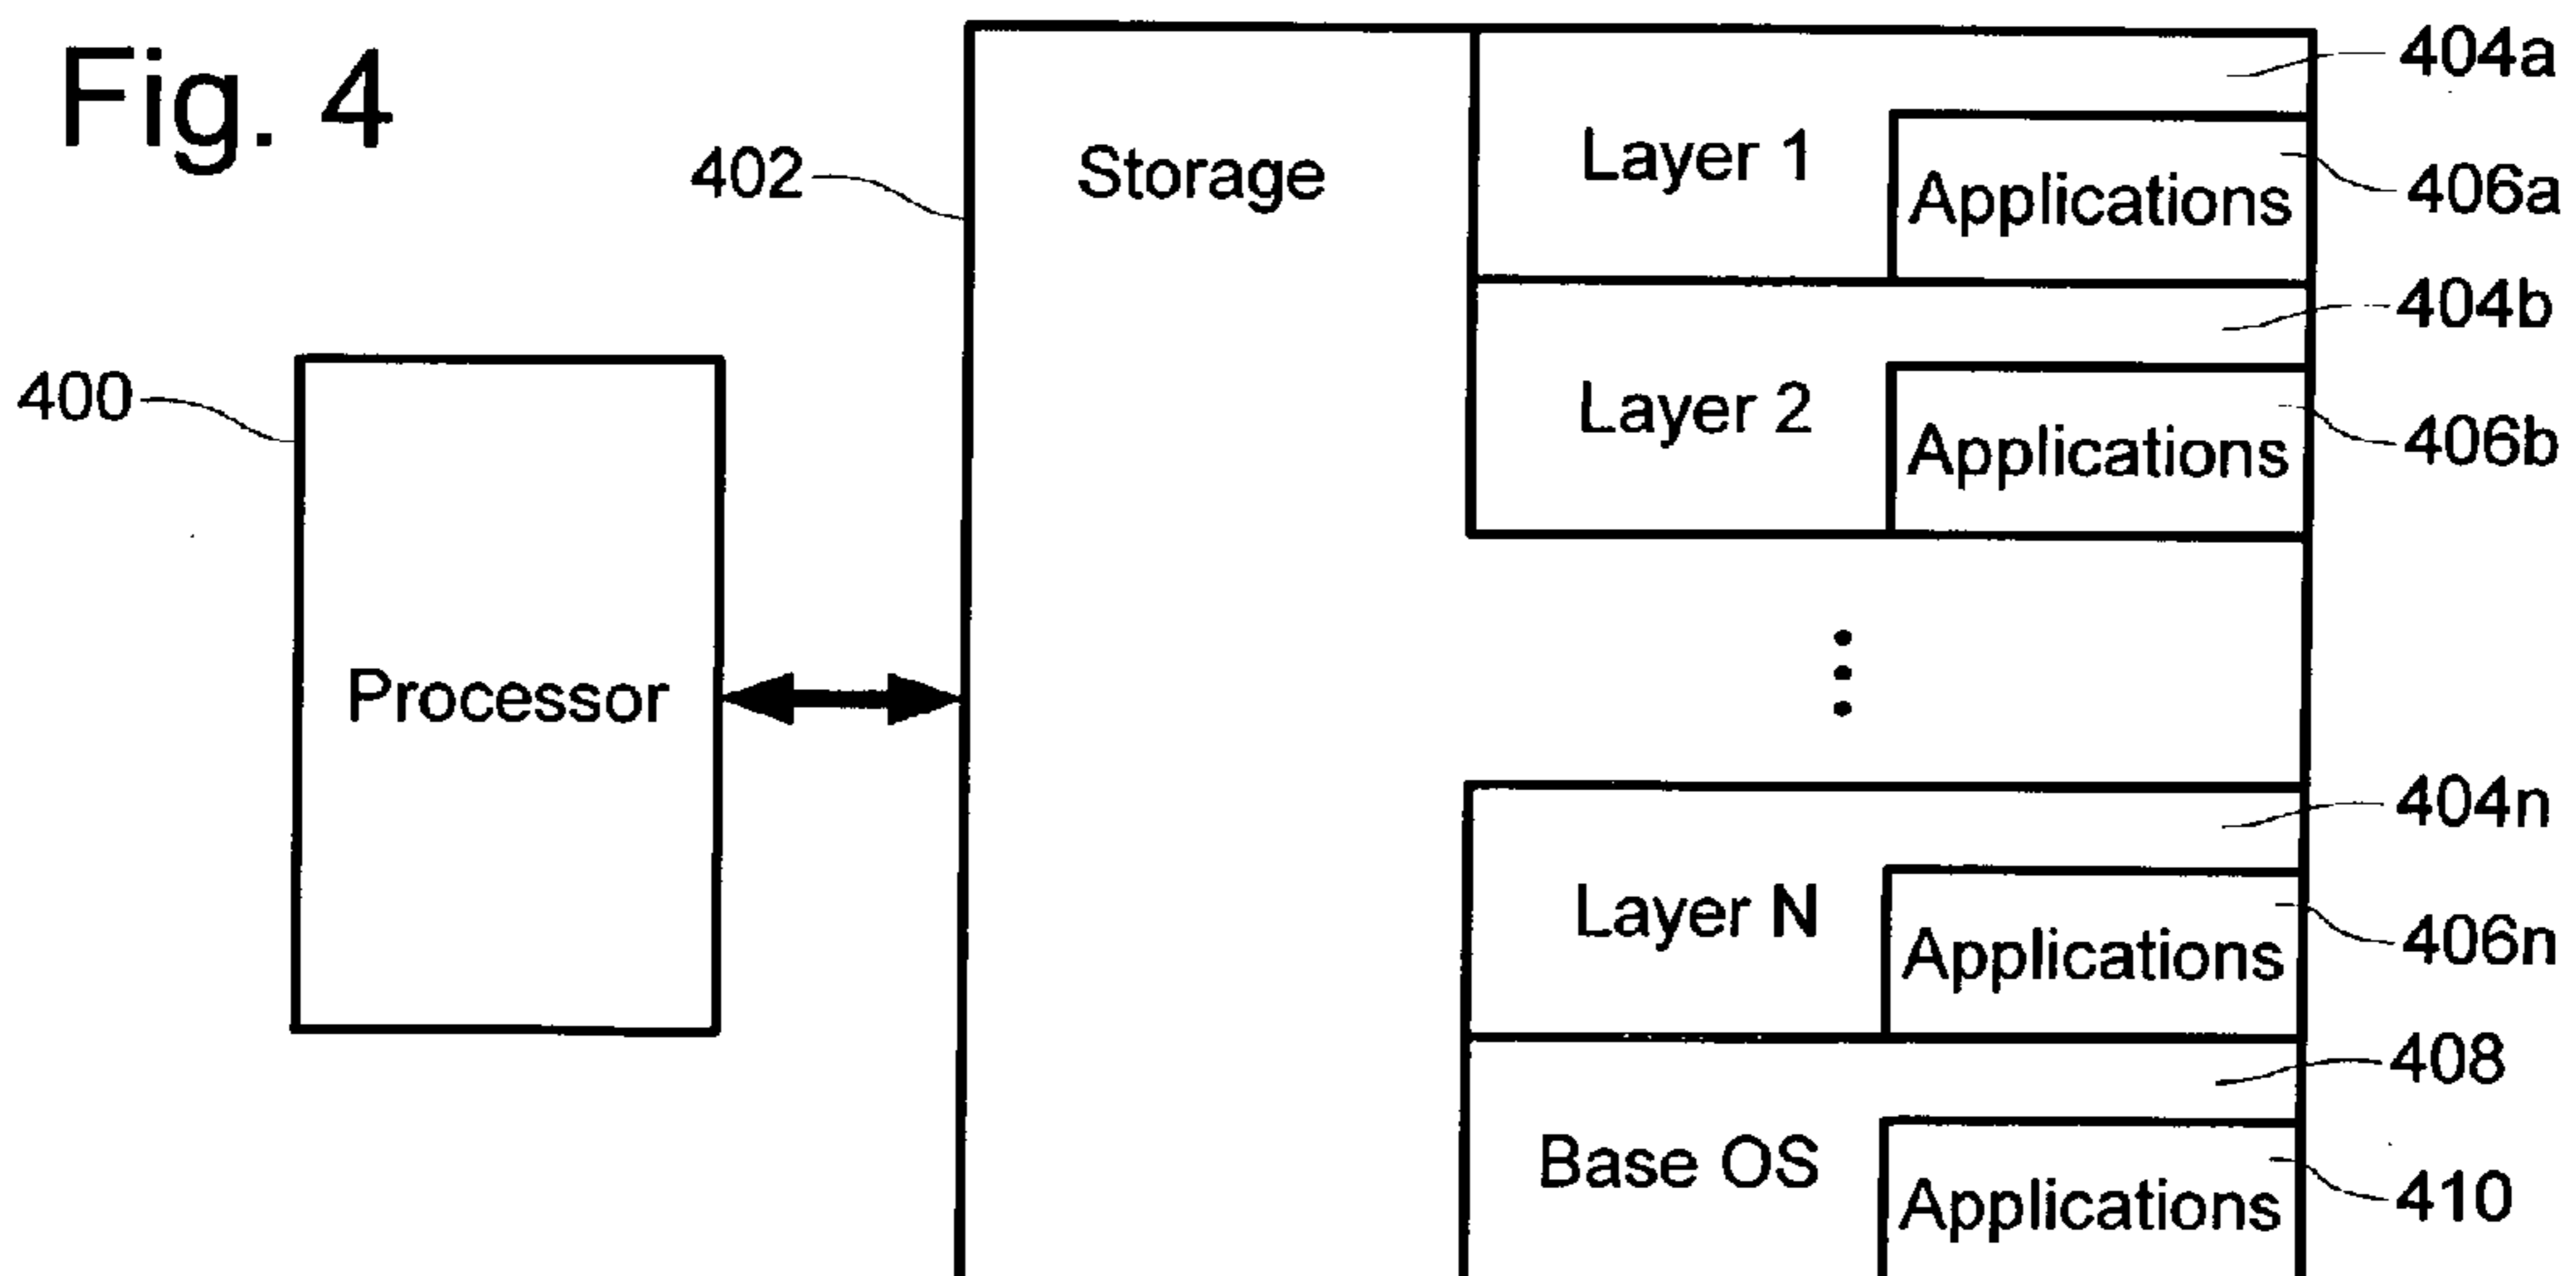 Fig. 4
404a
402
Storage
Layer 1
Applications
406a
404b
400
Layer 2
Applications
406b
Processor
404n
Layer N
Applications
406n
408
Base OS
Applications
410